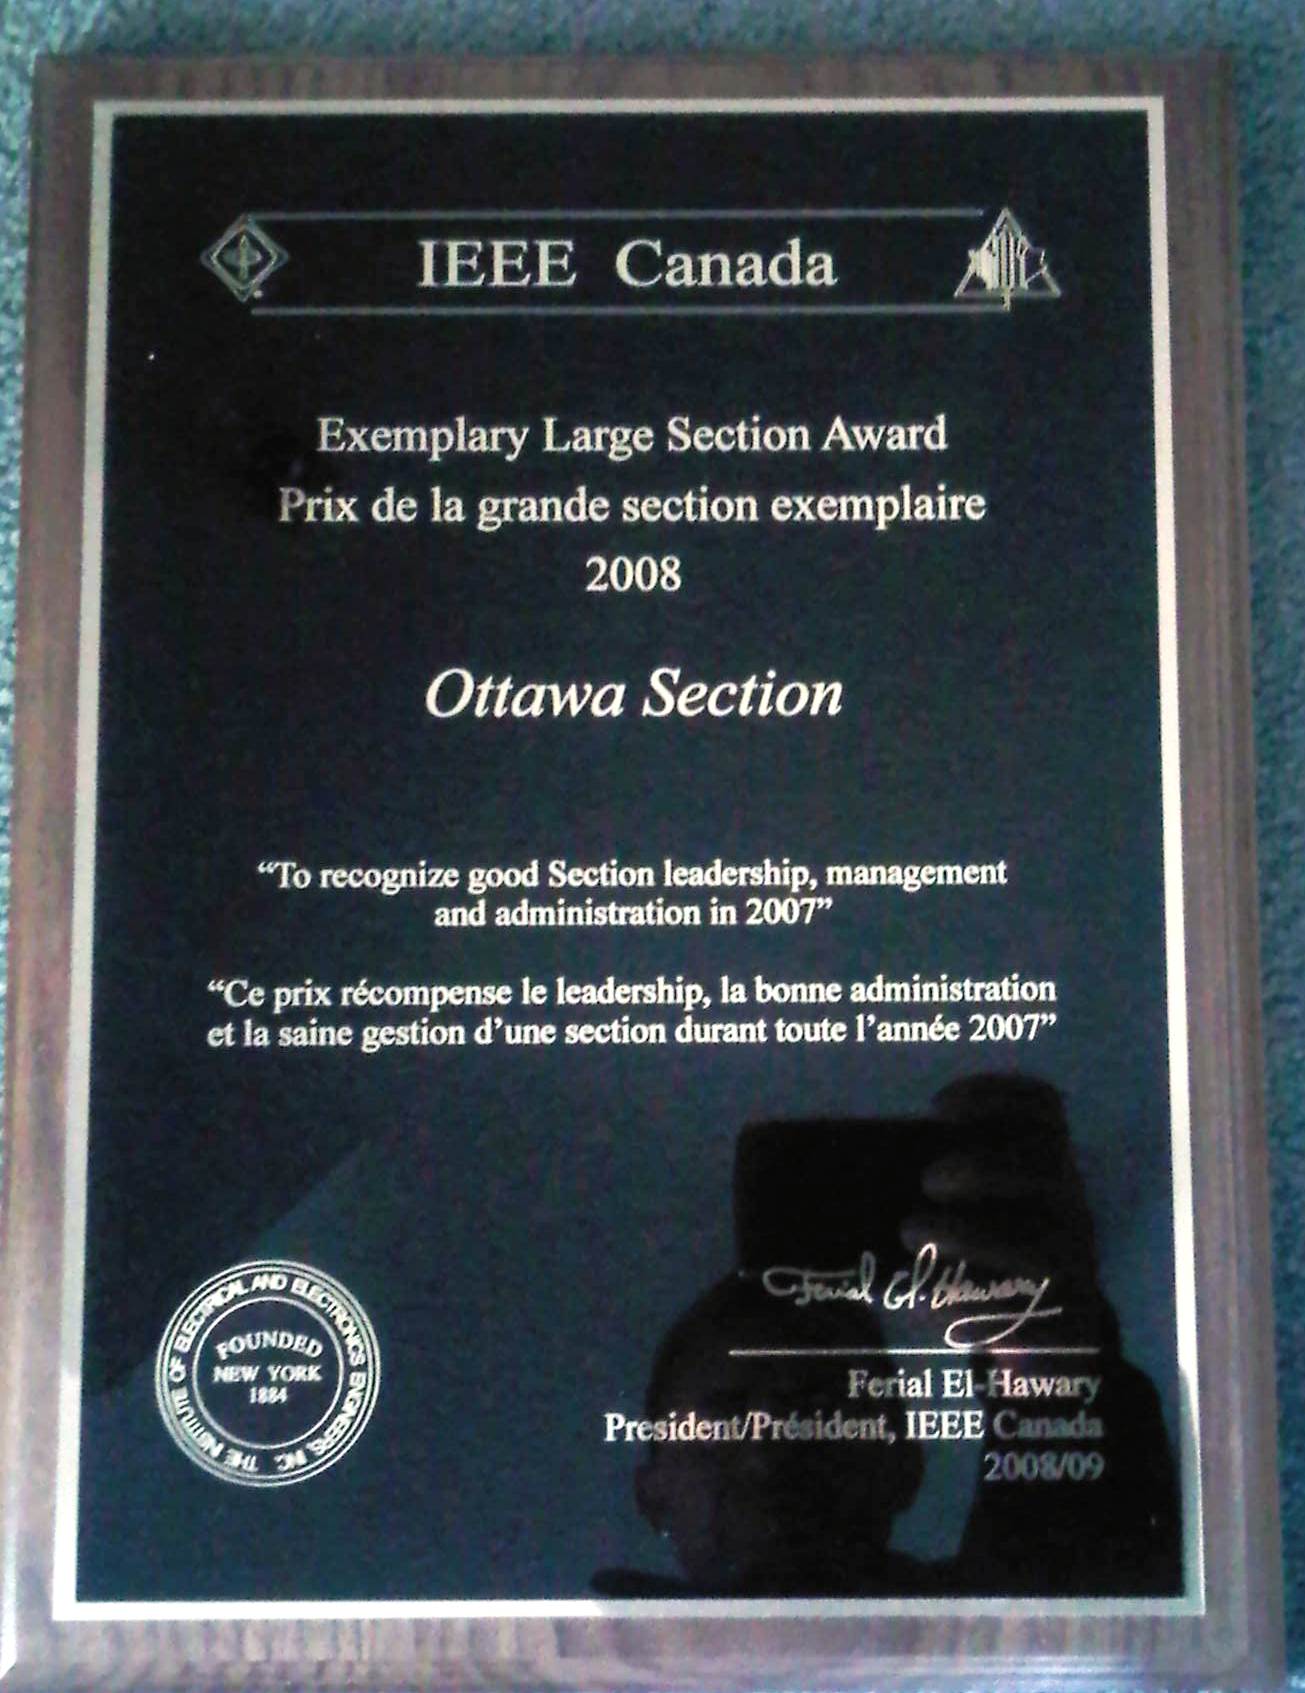 IEEE Canada
Exemplary Large Section Award
Prix de la grande section exemplaire
2008
Ottawa Section
“To recognize good Section leadership, management
and administration in 2007”
“Ce prix récompense le leadership, la bonne administration
et la saine gestion d’une section durant toute l’année 2007”
Ferial El-Hawary
Ferial El-Hawary
President/Président, IEEE Canada
2008/09
THE INSTITUTE OF ELECTRICAL AND ELECTRONICS ENGINEERS, INC.
FOUNDED
NEW YORK
1884